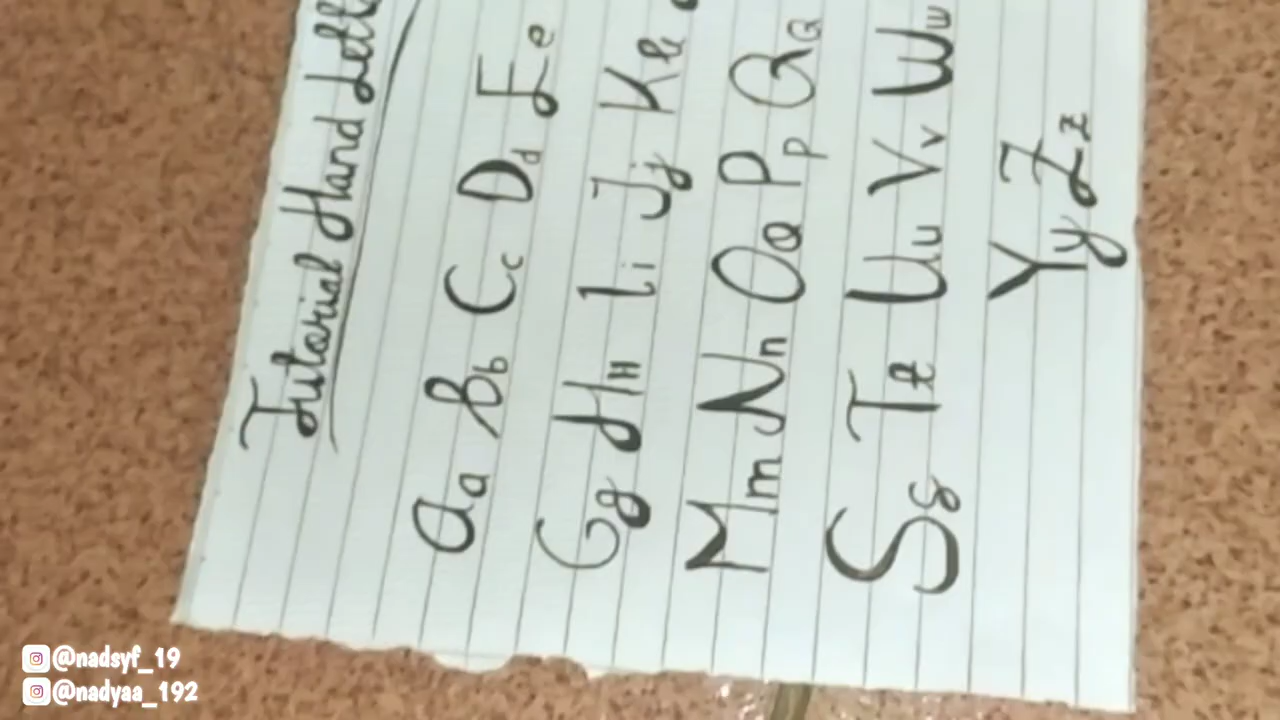 Tutorial Hand Lett
Aa Bb Cc Dd Ee
Gg HH Ii Jj Kk
Mm Nn OQ Pp QQ
Ss Tt Uu Vv Ww
Yy Zz
@nadsyf_19
@nadyaa_192